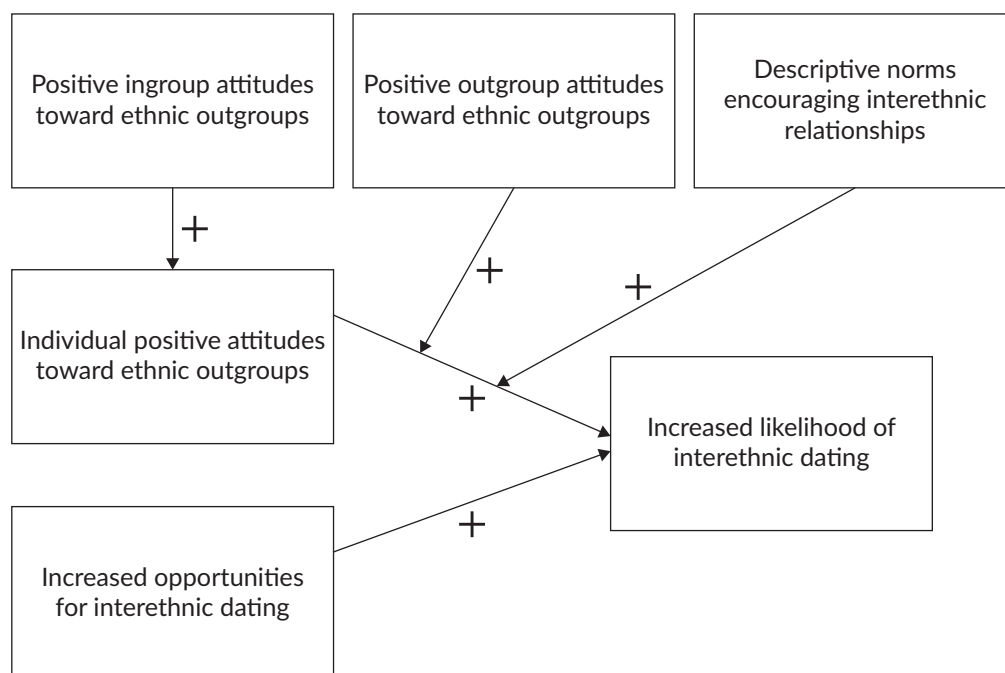 Positive ingroup attitudes
toward ethnic outgroups
Positive outgroup attitudes
toward ethnic outgroups
Descriptive norms
encouraging interethnic
relationships
+
+
+
Individual positive attitudes
toward ethnic outgroups
+
Increased likelihood of
interethnic dating
+
Increased opportunities
for interethnic dating